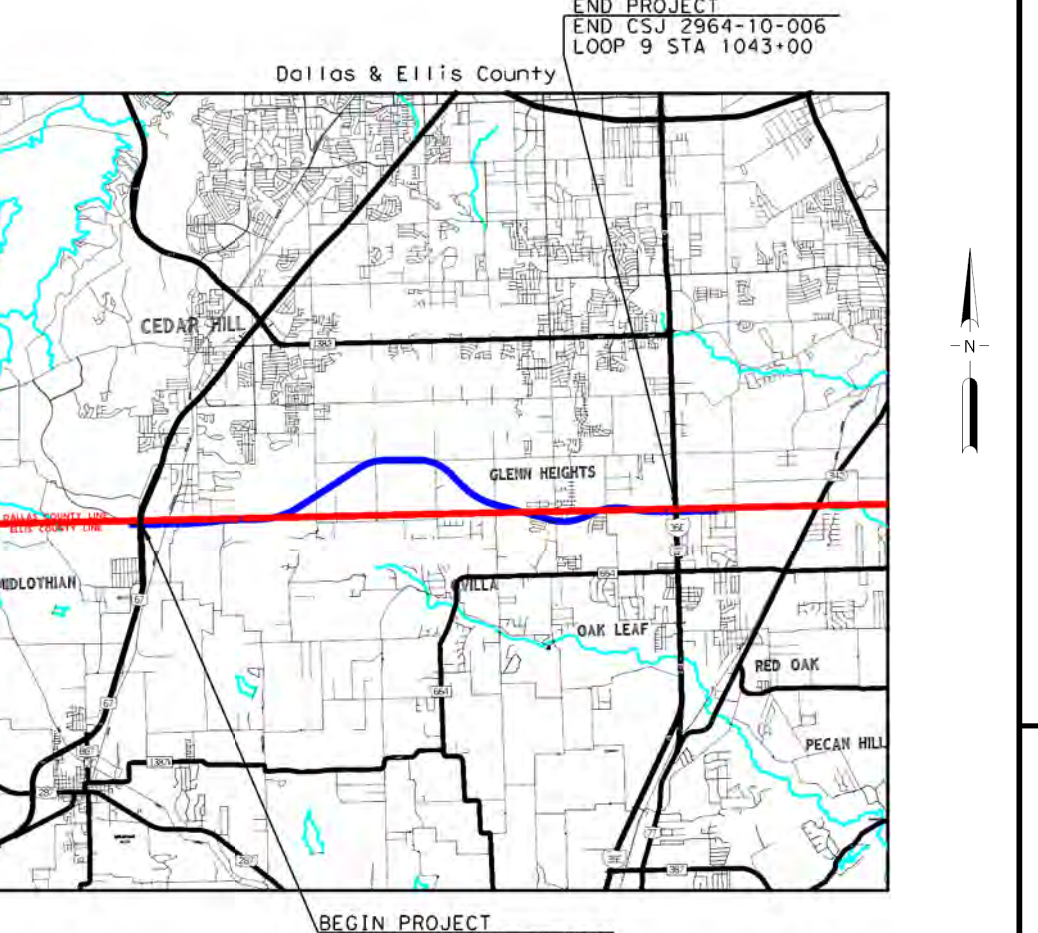 END PROJECT
END CSJ 2964-10-006
LOOP 9 STA 1043+00
Dallas & Ellis County
CEDAR HILL
1382
N
GLENN HEIGHTS
342
DALLAS COUNTY LINE
ELLIS COUNTY LINE
35E
MIDLOTHIAN
67
OVILLA
664
OAK LEAF
RED OAK
664
67
PECAN HILL
1387
287
287
77
35E
387
BEGIN PROJECT